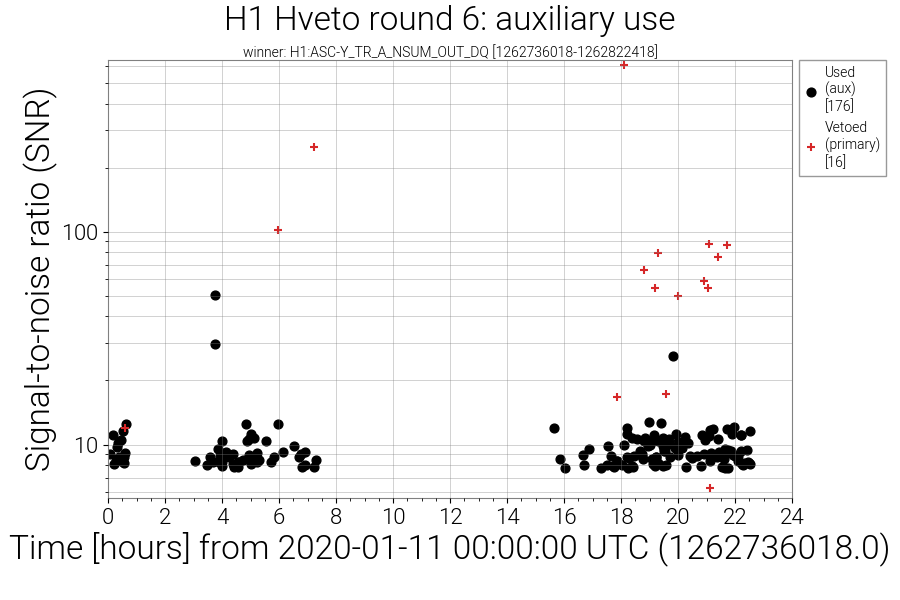 H1 Hveto round 6: auxiliary use
winner: H1:ASC-Y_TR_A_NSUM_OUT_DQ [1262736018-1262822418]
Signal-to-noise ratio (SNR)
100
10
Used
(aux)
[176]
Vetoed
(primary)
[16]
0 2 4 6 8 10 12 14 16 18 20 22 24
Time [hours] from 2020-01-11 00:00:00 UTC (1262736018.0)